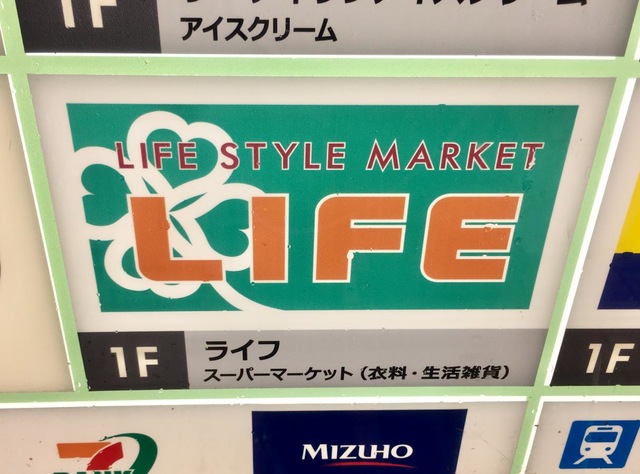 1F
アイスクリーム
LIFE STYLE MARKET
LIFE
1F
ライフ
スーパーマーケット(衣料・生活雑貨)
1F
7
BANK
MIZUHO